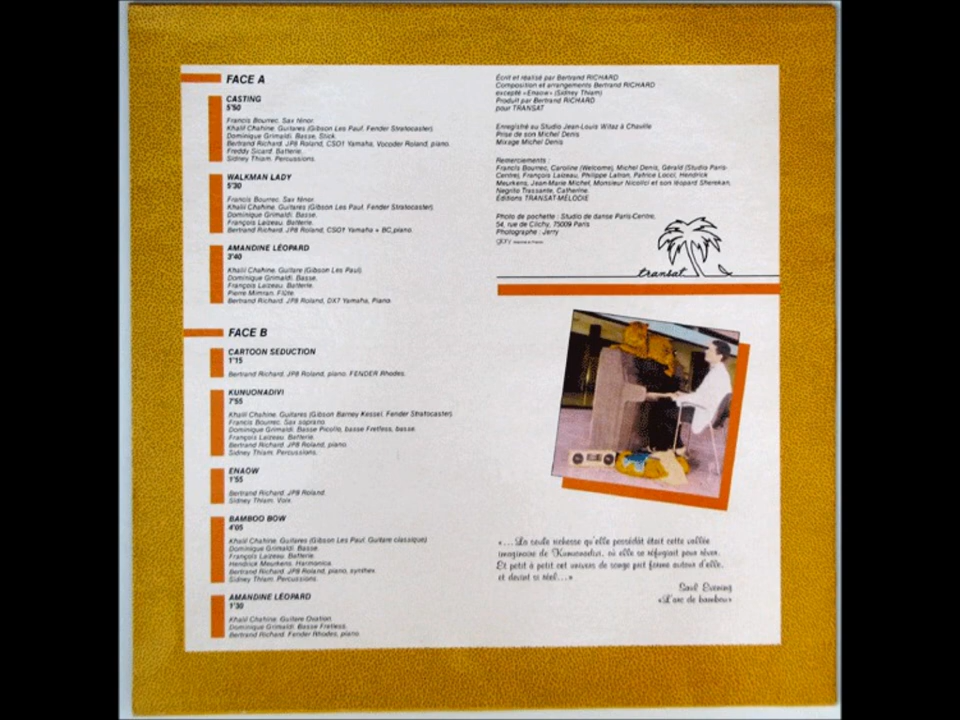 FACE A
CASTING
5'50
Francis Bourrec. Sax ténor.
Khalil Chahine. Guitares (Gibson Les Paul, Fender Stratocaster).
Dominique Grimaldi. Basse, Stick.
Bertrand Richard. JP8 Roland, CS01 Yamaha, Vocoder Roland, piano.
Freddy Sicard. Batterie.
Sidney Thiam. Percussions.
WALKMAN LADY
5'30
Francis Bourrec. Sax ténor.
Khalil Chahine. Guitares (Gibson Les Paul, Fender Stratocaster).
Dominique Grimaldi. Basse.
François Laizeau. Batterie.
Bertrand Richard. JP8 Roland, CS01 Yamaha + BC, piano.
AMANDINE LÉOPARD
3'40
Khalil Chahine. Guitare (Gibson Les Paul).
Dominique Grimaldi. Basse.
François Laizeau. Batterie.
Pierre Mimran. Flûte.
Bertrand Richard. JP8 Roland, DX7 Yamaha, Piano.
FACE B
CARTOON SEDUCTION
1'15
Bertrand Richard. JP8 Roland, piano, FENDER Rhodes.
KUNUONADIVI
7'55
Khalil Chahine. Guitares (Gibson Barney Kessel, Fender Stratocaster).
Francis Bourrec. Sax soprano.
Dominique Grimaldi. Basse Picollo, basse Fretless, basse.
François Laizeau. Batterie.
Bertrand Richard. JP8 Roland, piano.
Sidney Thiam. Percussions.
ENAOW
1'55
Bertrand Richard. JP8 Roland.
Sidney Thiam. Voix.
BAMBOO BOW
4'05
Khalil Chahine. Guitares (Gibson Les Paul, Guitare classique)
Dominique Grimaldi. Basse.
François Laizeau. Batterie.
Hendrick Meurkens. Harmonica.
Bertrand Richard. JP8 Roland, piano, synthex.
Sidney Thiam. Percussions.
AMANDINE LÉOPARD
1'30
Khalil Chahine. Guitare Ovation.
Dominique Grimaldi. Basse Fretless.
Bertrand Richard. Fender Rhodes, piano.
Écrit et réalisé par Bertrand RICHARD
Composition et arrangements Bertrand RICHARD
excepté «Enaow» (Sidney Thiam)
Produit par Bertrand RICHARD
pour TRANSAT
Enregistré au Studio Jean-Louis Witas à Chaville
Prise de son Michel Denis
Mixage Michel Denis
Remerciements :
Francis Bourrec, Caroline (Welcome), Michel Denis, Gérald (Studio Paris-
Centre), François Laizeau, Philippe Latron, Patrice Locci, Hendrick
Meurkens, Jean-Marie Michel, Monsieur Nicollci et son léopard Sherekan,
Negrito Trassante, Catherine.
Éditions TRANSAT-MÉLODIE
Photo de pochette : Studio de danse Paris-Centre,
54, rue de Clichy, 75009 Paris
Photographe : Jerry
transat
«...La seule richesse qu'elle possédât était cette vallée
imaginaire de Kunuonadivi, où elle se réfugiait pour rêver.
Et petit à petit cet univers de songe prit forme autour d'elle,
et devint si réel...»
Saul Evening
«L'arc de bambou»